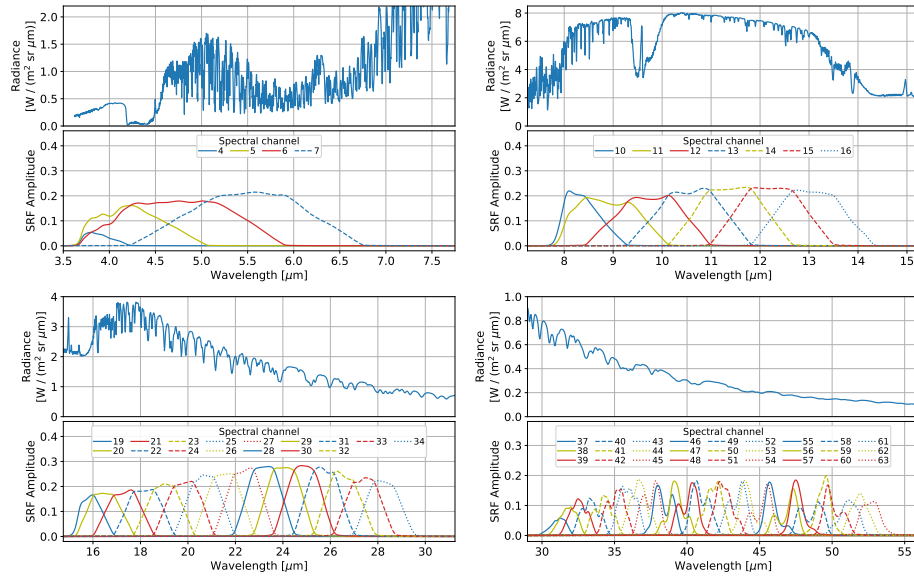 2.0
1.5
1.0
0.5
0.0
Radiance
[W / (m² sr μm)]
8
6
4
2
Radiance
[W / (m² sr μm)]
0.4
0.3
0.2
0.1
0.0
SRF Amplitude
Spectral channel
4 5 6 7
3.5 4.0 4.5 5.0 5.5 6.0 6.5 7.0 7.5
Wavelength [μm]
0.4
0.3
0.2
0.1
0.0
SRF Amplitude
Spectral channel
10 11 12 13 14 15 16
8 9 10 11 12 13 14 15
Wavelength [μm]
4
3
2
1
0
Radiance
[W / (m² sr μm)]
1.0
0.8
0.6
0.4
0.2
0.0
Radiance
[W / (m² sr μm)]
0.4
0.3
0.2
0.1
0.0
SRF Amplitude
Spectral channel
19 21 23 25 27 29 31 33 34
20 22 24 26 28 30 32
16 18 20 22 24 26 28 30
Wavelength [μm]
0.3
0.2
0.1
0.0
SRF Amplitude
Spectral channel
37 40 43 46 49 52 55 58 61
38 41 44 47 50 53 56 59 62
39 42 45 48 51 54 57 60 63
30 35 40 45 50 55
Wavelength [μm]